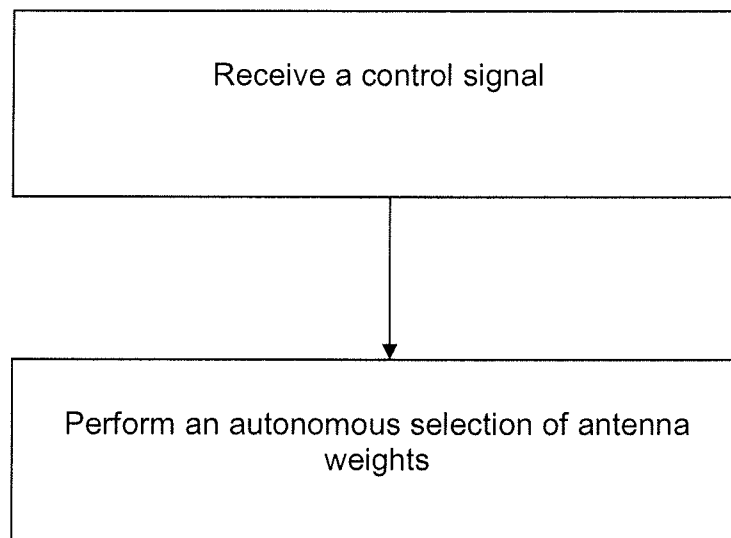 Receive a control signal
Perform an autonomous selection of antenna
weights